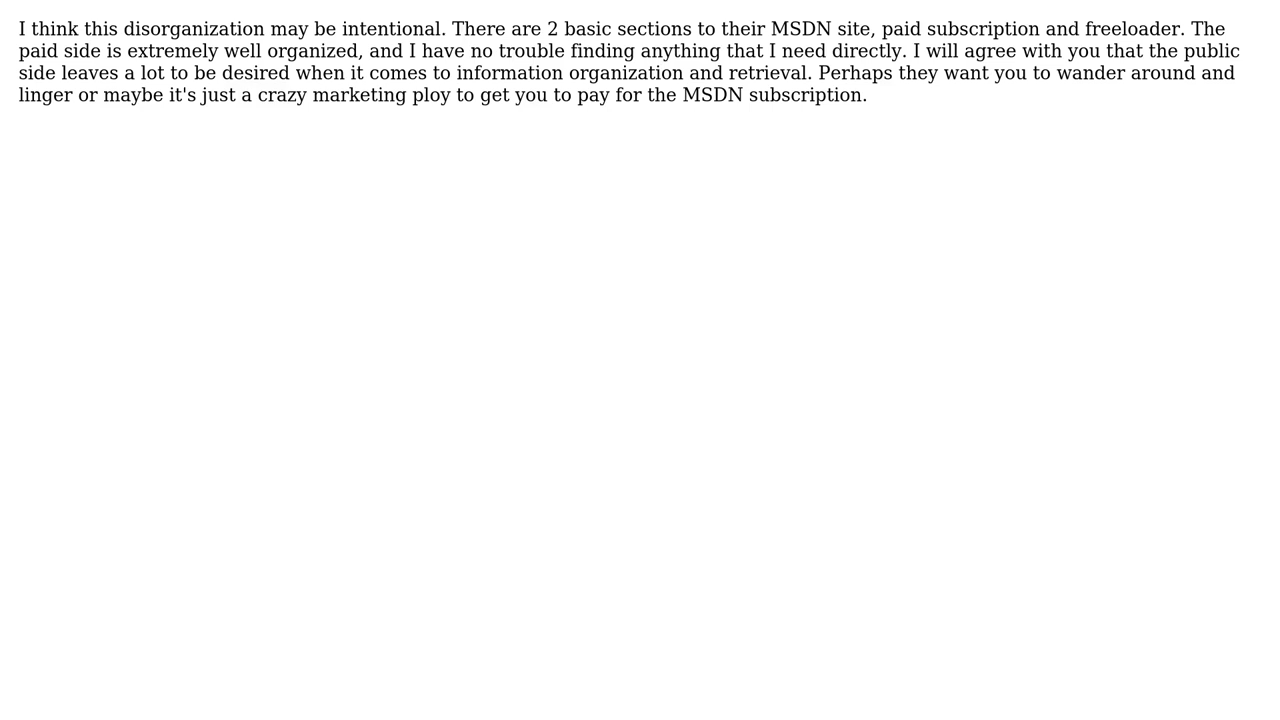 I think this disorganization may be intentional. There are 2 basic sections to their MSDN site, paid subscription and freeloader. The
paid side is extremely well organized, and I have no trouble finding anything that I need directly. I will agree with you that the public
side leaves a lot to be desired when it comes to information organization and retrieval. Perhaps they want you to wander around and
linger or maybe it's just a crazy marketing ploy to get you to pay for the MSDN subscription.